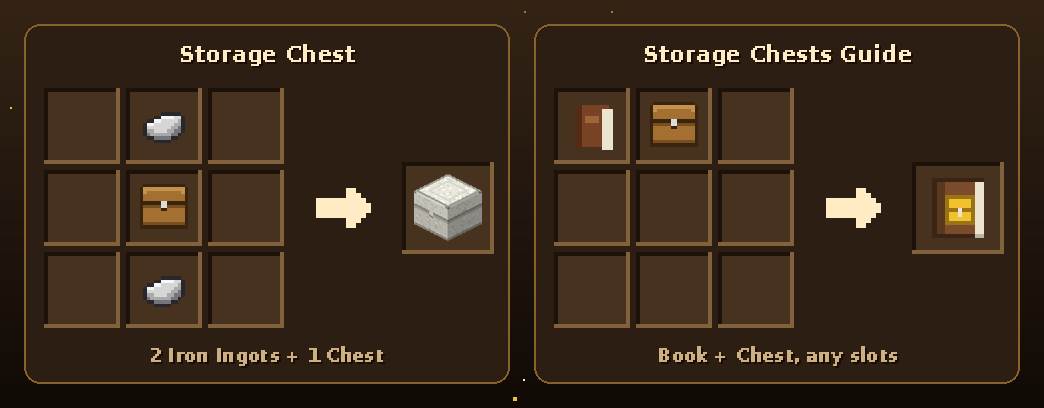 Storage Chest
2 Iron Ingots + 1 Chest
Storage Chests Guide
Book + Chest, any slots